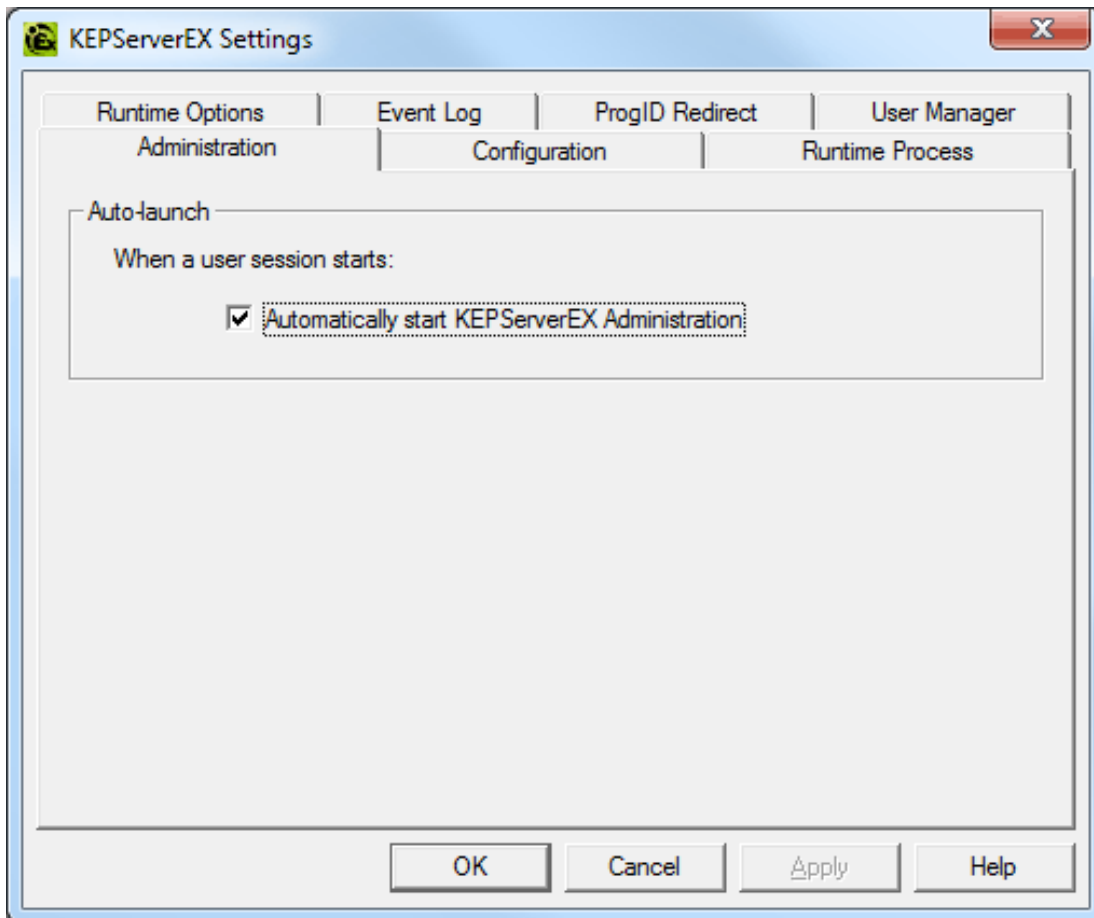 KEPServerEX Settings
Runtime Options Event Log ProgID Redirect User Manager
Administration Configuration Runtime Process
Auto-launch
When a user session starts:
Automatically start KEPServerEX Administration
OK Cancel Apply Help